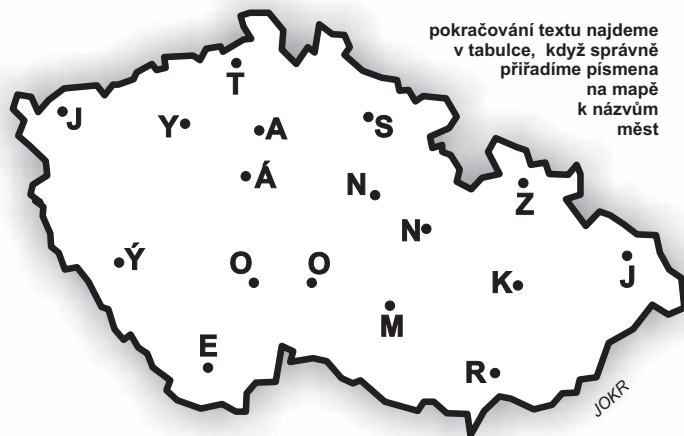 pokračování textu najdeme
v tabulce, když správně
přiřadíme písmena
na mapě
k názvům
měst
T
J
Y
A
S
Á
N
Z
N
Ý
O
O
K
J
M
E
R
JOKR